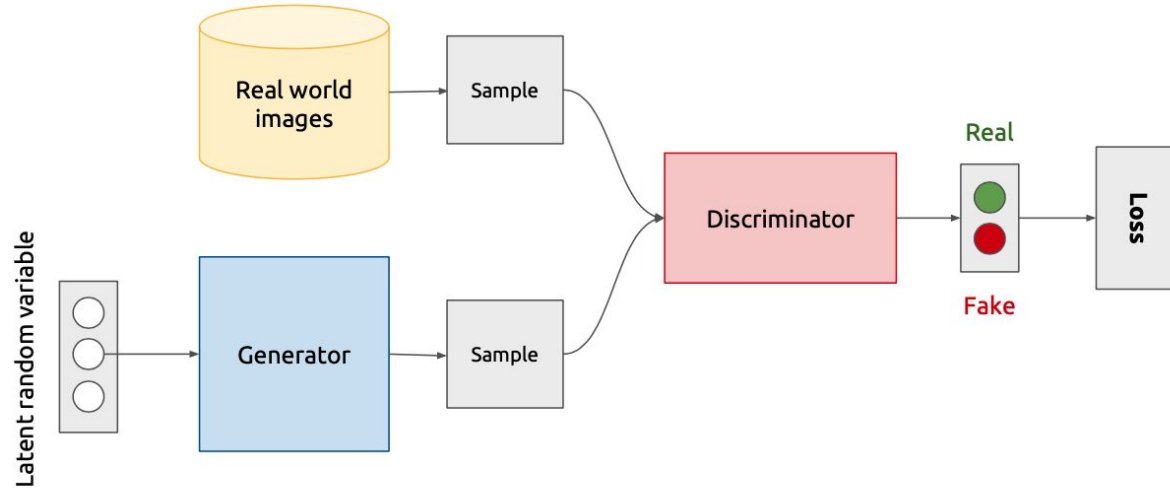 Real world
images
Sample
Real
Discriminator
Loss
Fake
Latent random variable
Generator
Sample